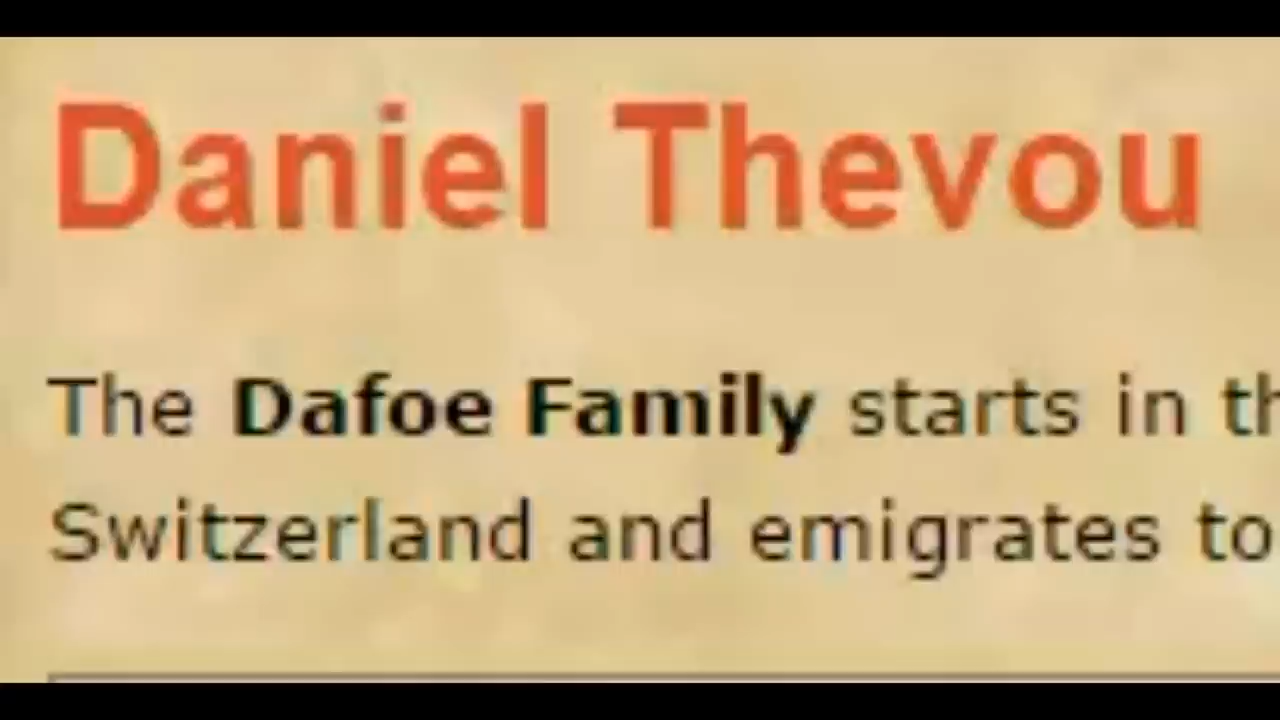 Daniel Thevou
The Dafoe Family starts in th
Switzerland and emigrates to